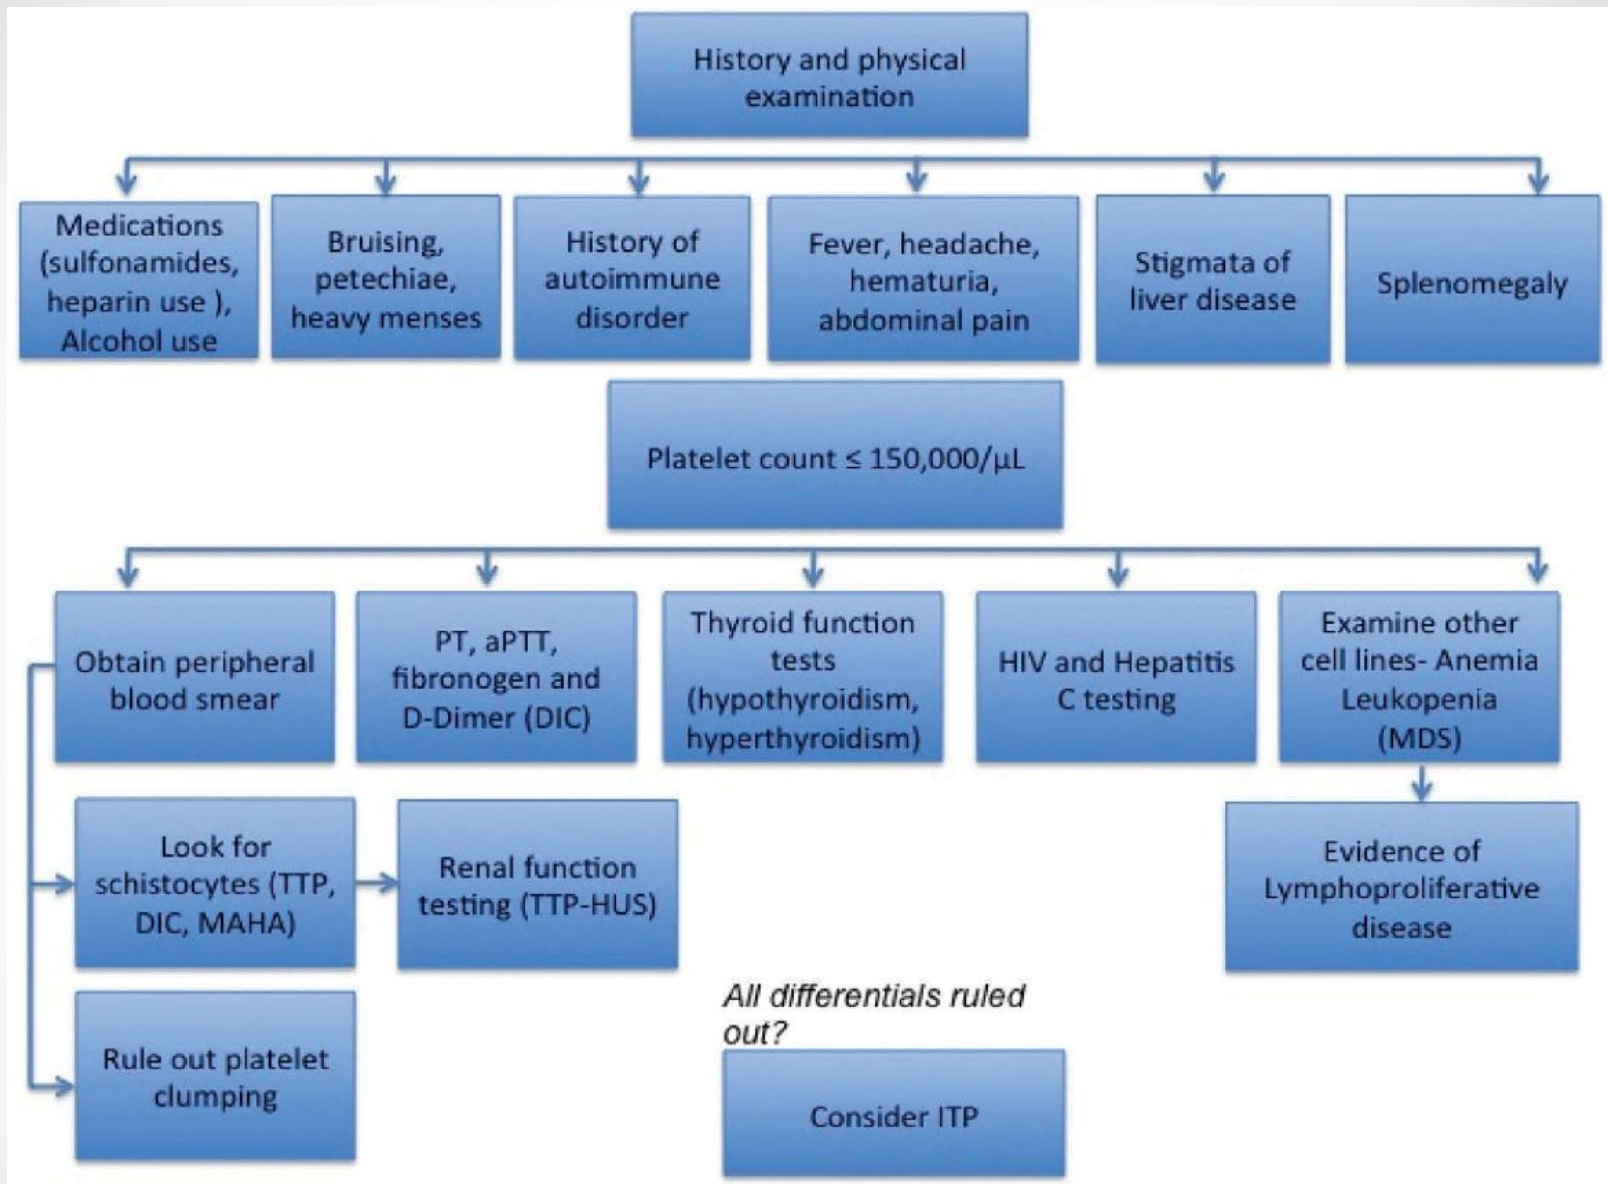 History and physical
examination
Medications
(sulfonamides,
heparin use ),
Alcohol use
Bruising,
petechiae,
heavy menses
History of
autoimmune
disorder
Fever, headache,
hematuria,
abdominal pain
Stigmata of
liver disease
Splenomegaly
Platelet count ≤ 150,000/µL
Obtain peripheral
blood smear
PT, aPTT,
fibronogen and
D-Dimer (DIC)
Thyroid function
tests
(hypothyroidism,
hyperthyroidism)
HIV and Hepatitis
C testing
Examine other
cell lines- Anemia
Leukopenia
(MDS)
Look for
schistocytes (TTP,
DIC, MAHA)
Renal function
testing (TTP-HUS)
Evidence of
Lymphoproliferative
disease
Rule out platelet
clumping
All differentials ruled
out?
Consider ITP